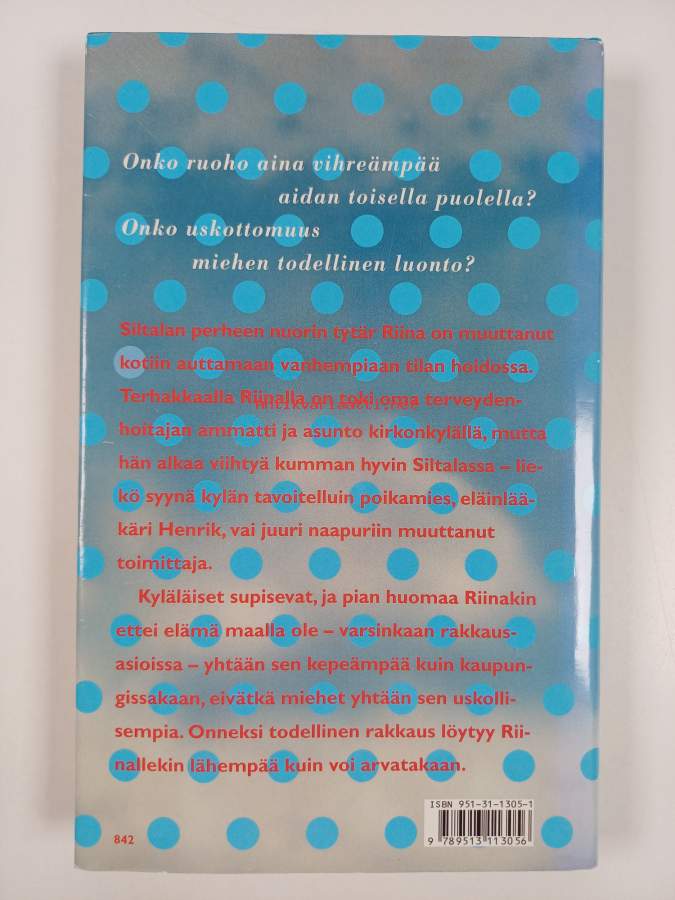 Onko ruoho aina vihreämpää
aidan toisella puolella?
Onko uskottomuus
miehen todellinen luonto?
Siltalan perheen nuorin tytär Riina on muuttanut
kotiin auttamaan vanhempiaan tilan hoidossa.
Terhakkaalla Riinalla on toki oma terveyden-
hoitajan ammatti ja asunto kirkonkylällä, mutta
hän alkaa viihtyä kumman hyvin Siltalassa – lie-
kö syynä kylän tavoitelluin poikamies, eläinlää-
käri Henrik, vai juuri naapuriin muuttanut
toimittaja.
Kyläläiset supisevat, ja pian huomaa Riinakin
ettei elämä maalla ole – varsinkaan rakkaus-
asioissa – yhtään sen kepeämpää kuin kaupun-
gissakaan, eivätkä miehet yhtään sen uskolli-
sempia. Onneksi todellinen rakkaus löytyy Rii-
nallekin lähempää kuin voi arvatakaan.
ISBN 951-31-1305-1
9 789513 113056
842